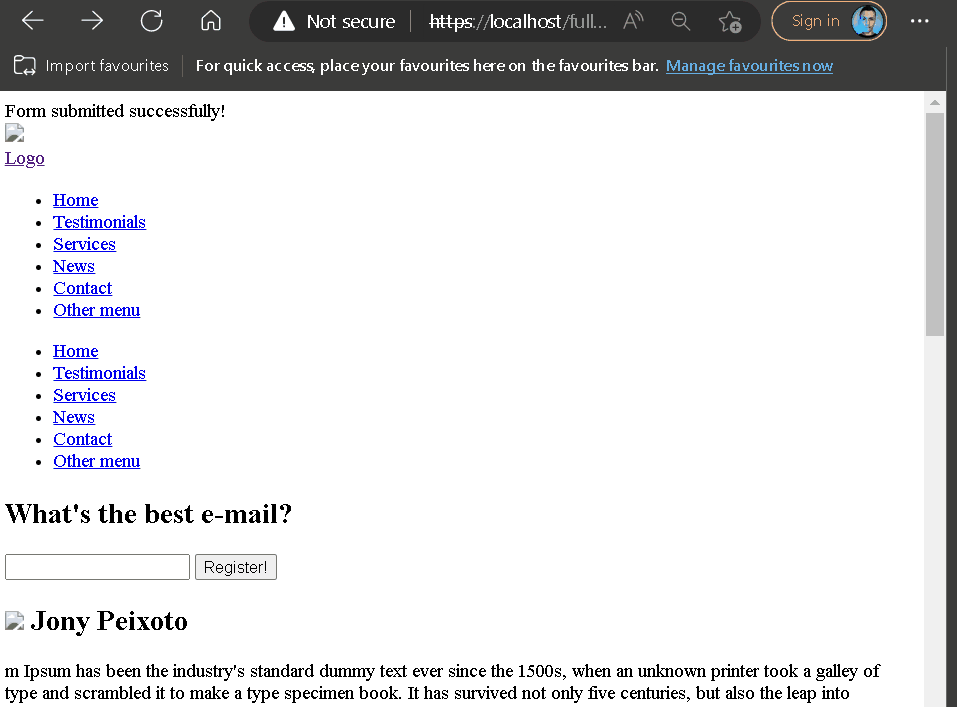 Not secure https://localhost/full... A Sign in ...
Import favourites For quick access, place your favourites here on the favourites bar. Manage favourites now
Form submitted successfully!
Logo
Home
Testimonials
Services
News
Contact
Other menu
Home
Testimonials
Services
News
Contact
Other menu
What's the best e-mail?
Register!
Jony Peixoto
m Ipsum has been the industry's standard dummy text ever since the 1500s, when an unknown printer took a galley of
type and scrambled it to make a type specimen book. It has survived not only five centuries, but also the leap into